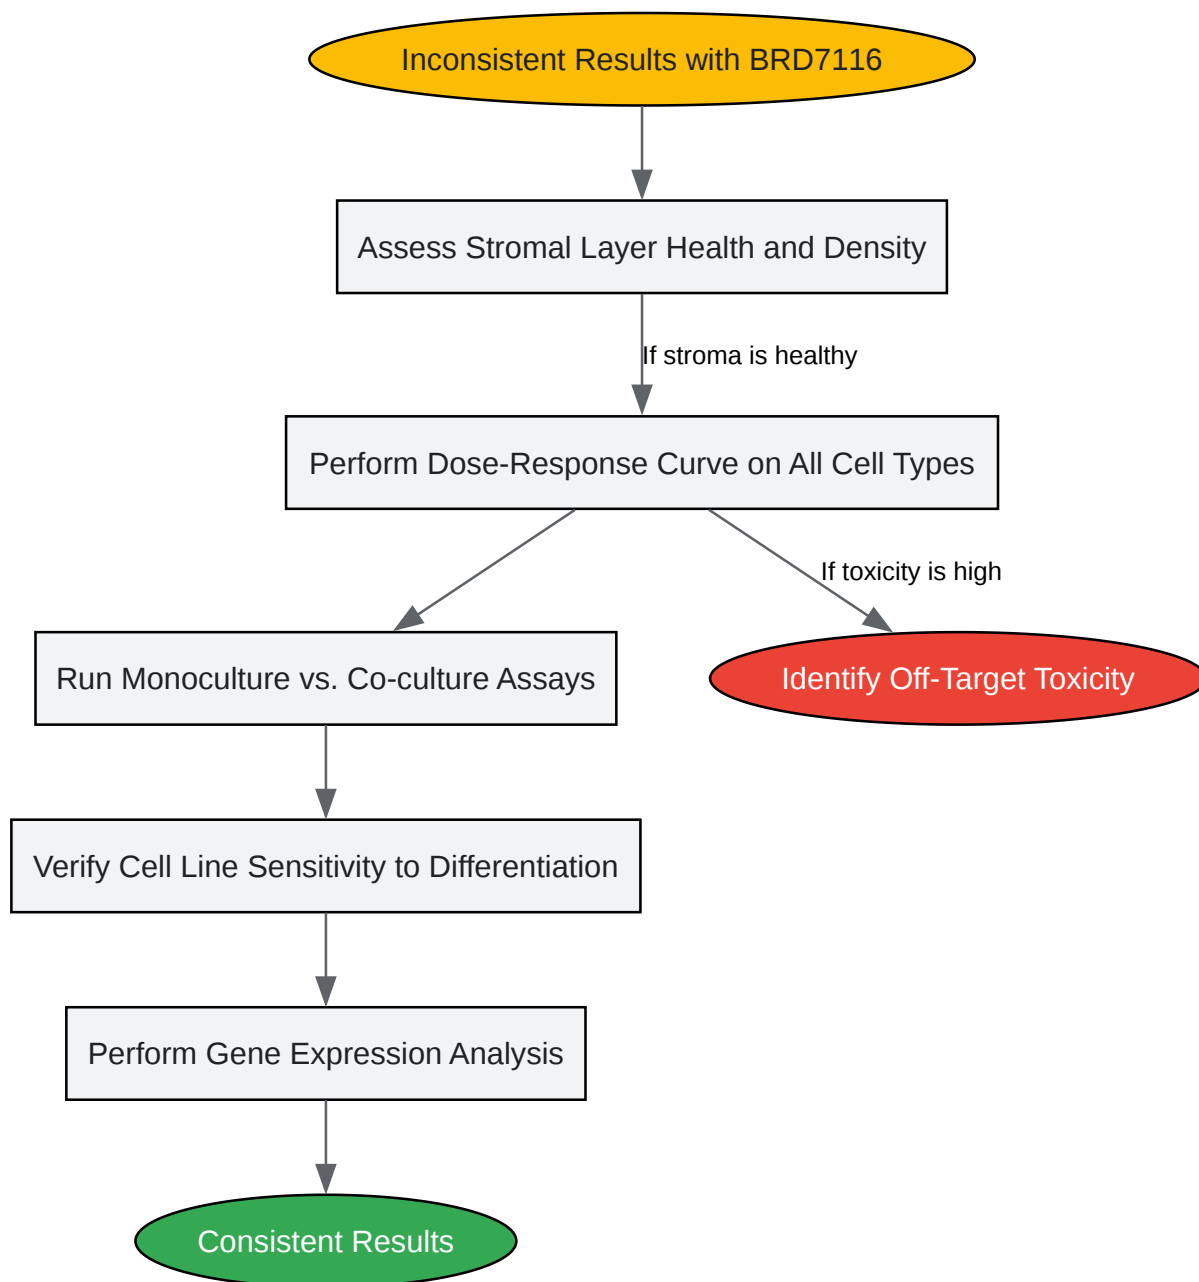 Inconsistent Results with BRD7116
Assess Stromal Layer Health and Density
If stroma is healthy
Perform Dose-Response Curve on All Cell Types
If toxicity is high
Run Monoculture vs. Co-culture Assays
Identify Off-Target Toxicity
Verify Cell Line Sensitivity to Differentiation
Perform Gene Expression Analysis
Consistent Results